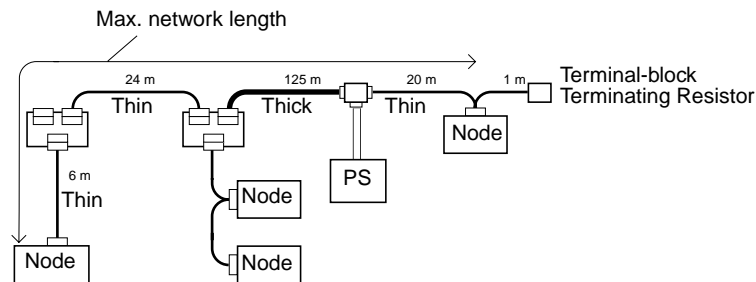 Max. network length
24 m
125 m
20 m
1 m
Terminal-block
Terminating Resistor
Thin
Thick
Thin
Node
PS
6 m
Thin
Node
Node
Node